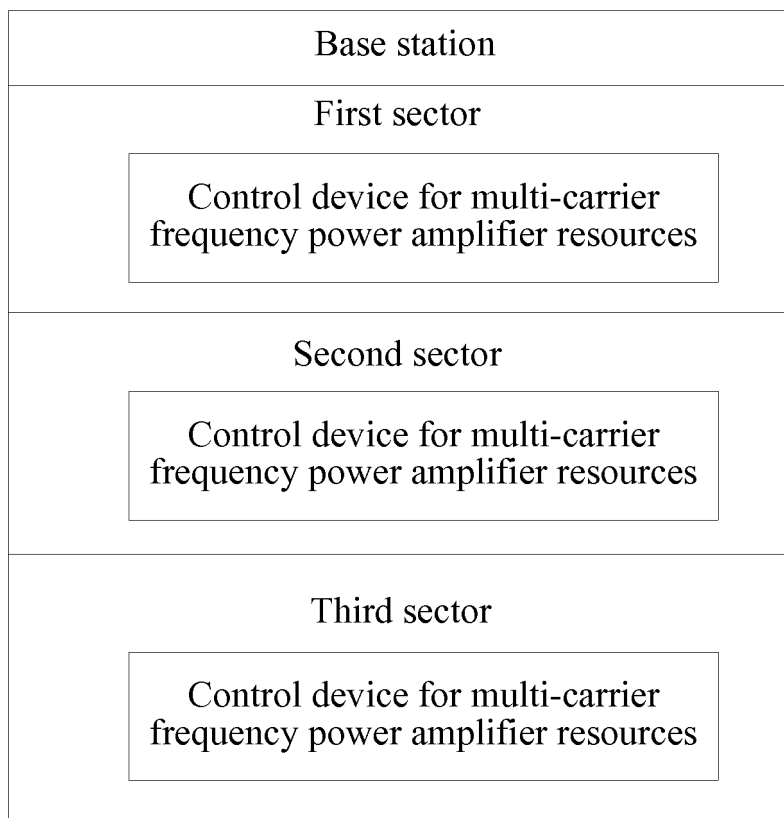 Base station
First sector
Control device for multi-carrier
frequency power amplifier resources
Second sector
Control device for multi-carrier
frequency power amplifier resources
Third sector
Control device for multi-carrier
frequency power amplifier resources